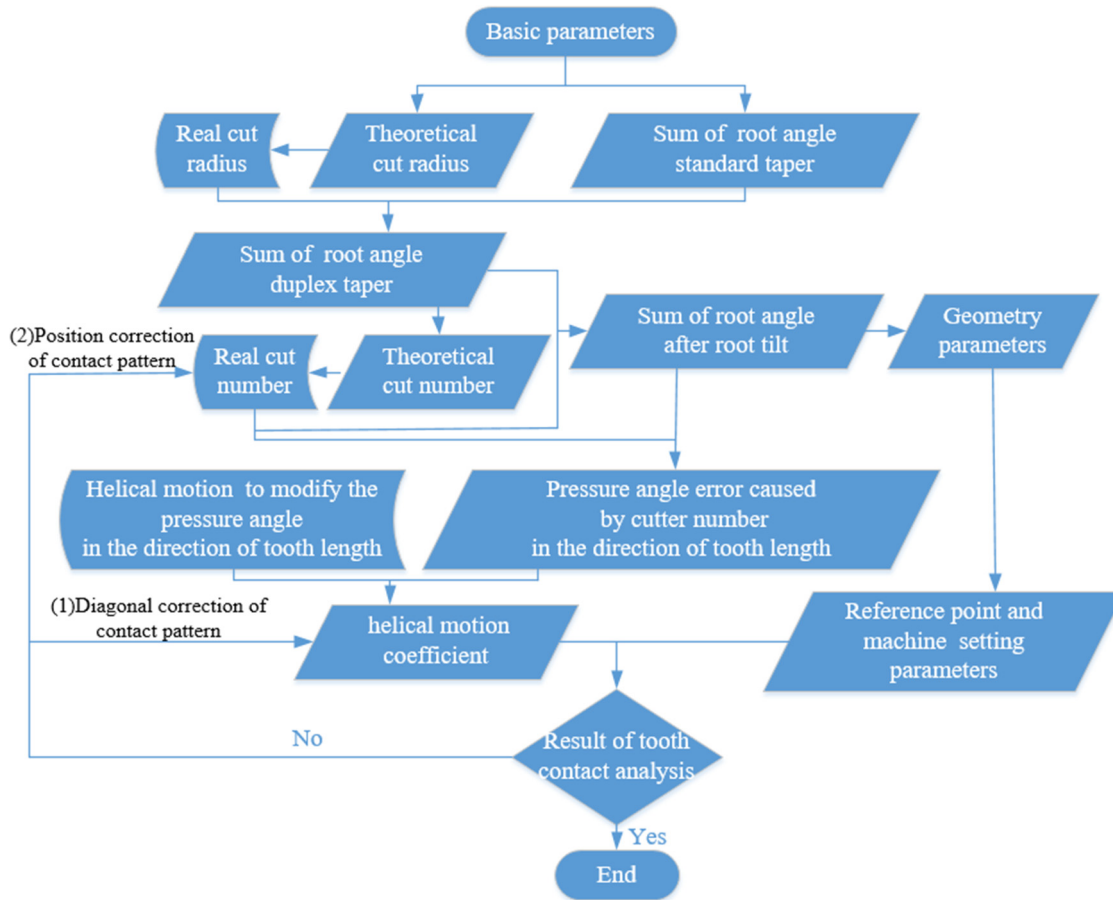 Basic parameters
Real cut
radius
Theoretical
cut radius
Sum of root angle
standard taper
Sum of root angle
duplex taper
(2)Position correction
of contact pattern
Real cut
number
Theoretical
cut number
Sum of root angle
after root tilt
Geometry
parameters
Helical motion to modify the
pressure angle
in the direction of tooth length
Pressure angle error caused
by cutter number
in the direction of tooth length
(1)Diagonal correction of
contact pattern
helical motion
coefficient
Reference point and
machine setting
parameters
No
Result of tooth
contact analysis
Yes
End